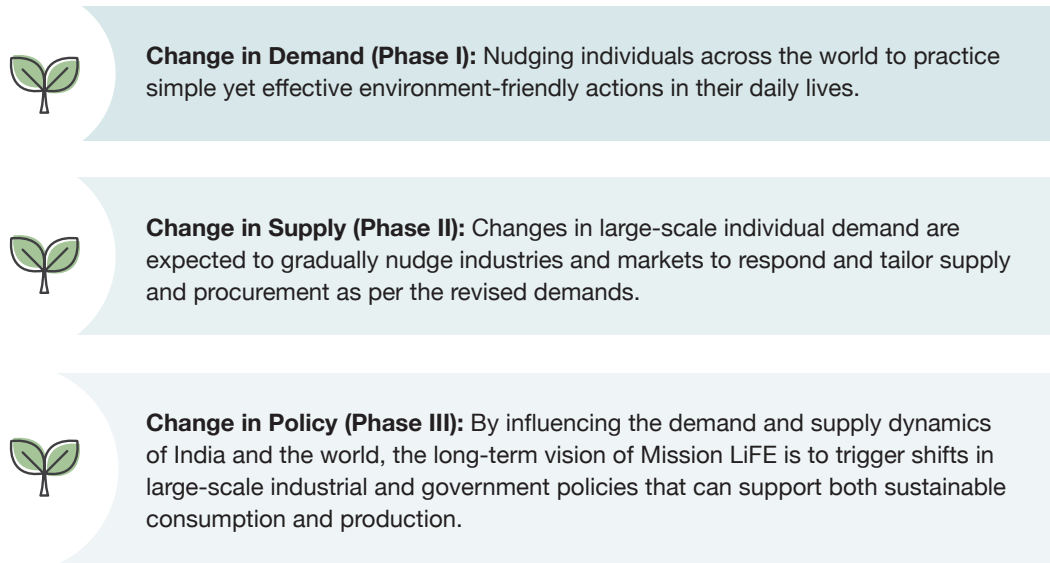 Change in Demand (Phase I): Nudging individuals across the world to practice
simple yet effective environment-friendly actions in their daily lives.
Change in Supply (Phase II): Changes in large-scale individual demand are
expected to gradually nudge industries and markets to respond and tailor supply
and procurement as per the revised demands.
Change in Policy (Phase III): By influencing the demand and supply dynamics
of India and the world, the long-term vision of Mission LiFE is to trigger shifts in
large-scale industrial and government policies that can support both sustainable
consumption and production.